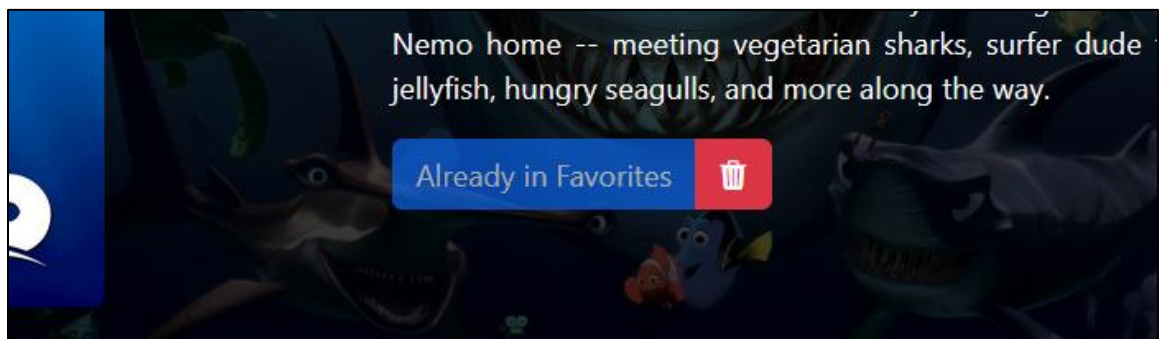 Nemo home -- meeting vegetarian sharks, surfer dude
jellyfish, hungry seagulls, and more along the way.
Already in Favorites